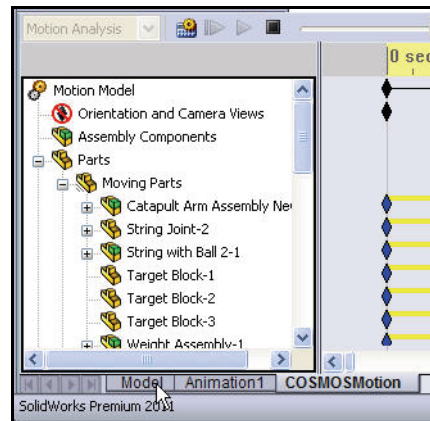 Motion Analysis
0 sec
Motion Model
Orientation and Camera Views
Assembly Components
Parts
Moving Parts
Catapult Arm Assembly Ne
String Joint-2
String with Ball 2-1
Target Block-1
Target Block-2
Target Block-3
Weight Assembly-1
Model Animation1 COSMOSMotion
SolidWorks Premium 2011